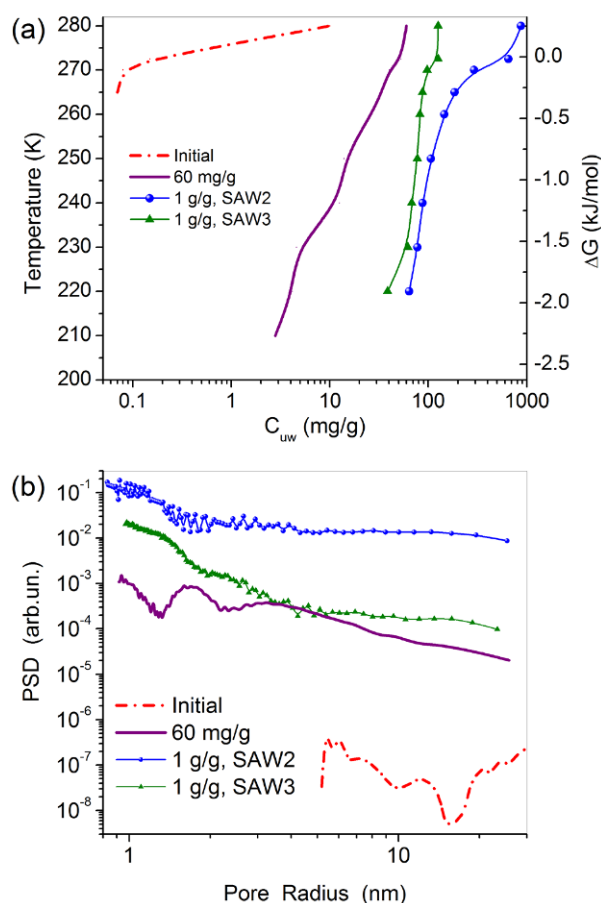 (a)
280
270
260
250
240
230
220
210
200
Temperature (K)
0.0
-0.5
-1.0
-1.5
-2.0
-2.5
ΔG (kJ/mol)
Initial
60 mg/g
1 g/g, SAW2
1 g/g, SAW3
0.1 1 10 100 1000
C_uw (mg/g)
(b)
10^-1
10^-2
10^-3
10^-4
10^-5
10^-6
10^-7
10^-8
PSD (arb.un.)
Initial
60 mg/g
1 g/g, SAW2
1 g/g, SAW3
1 10
Pore Radius (nm)